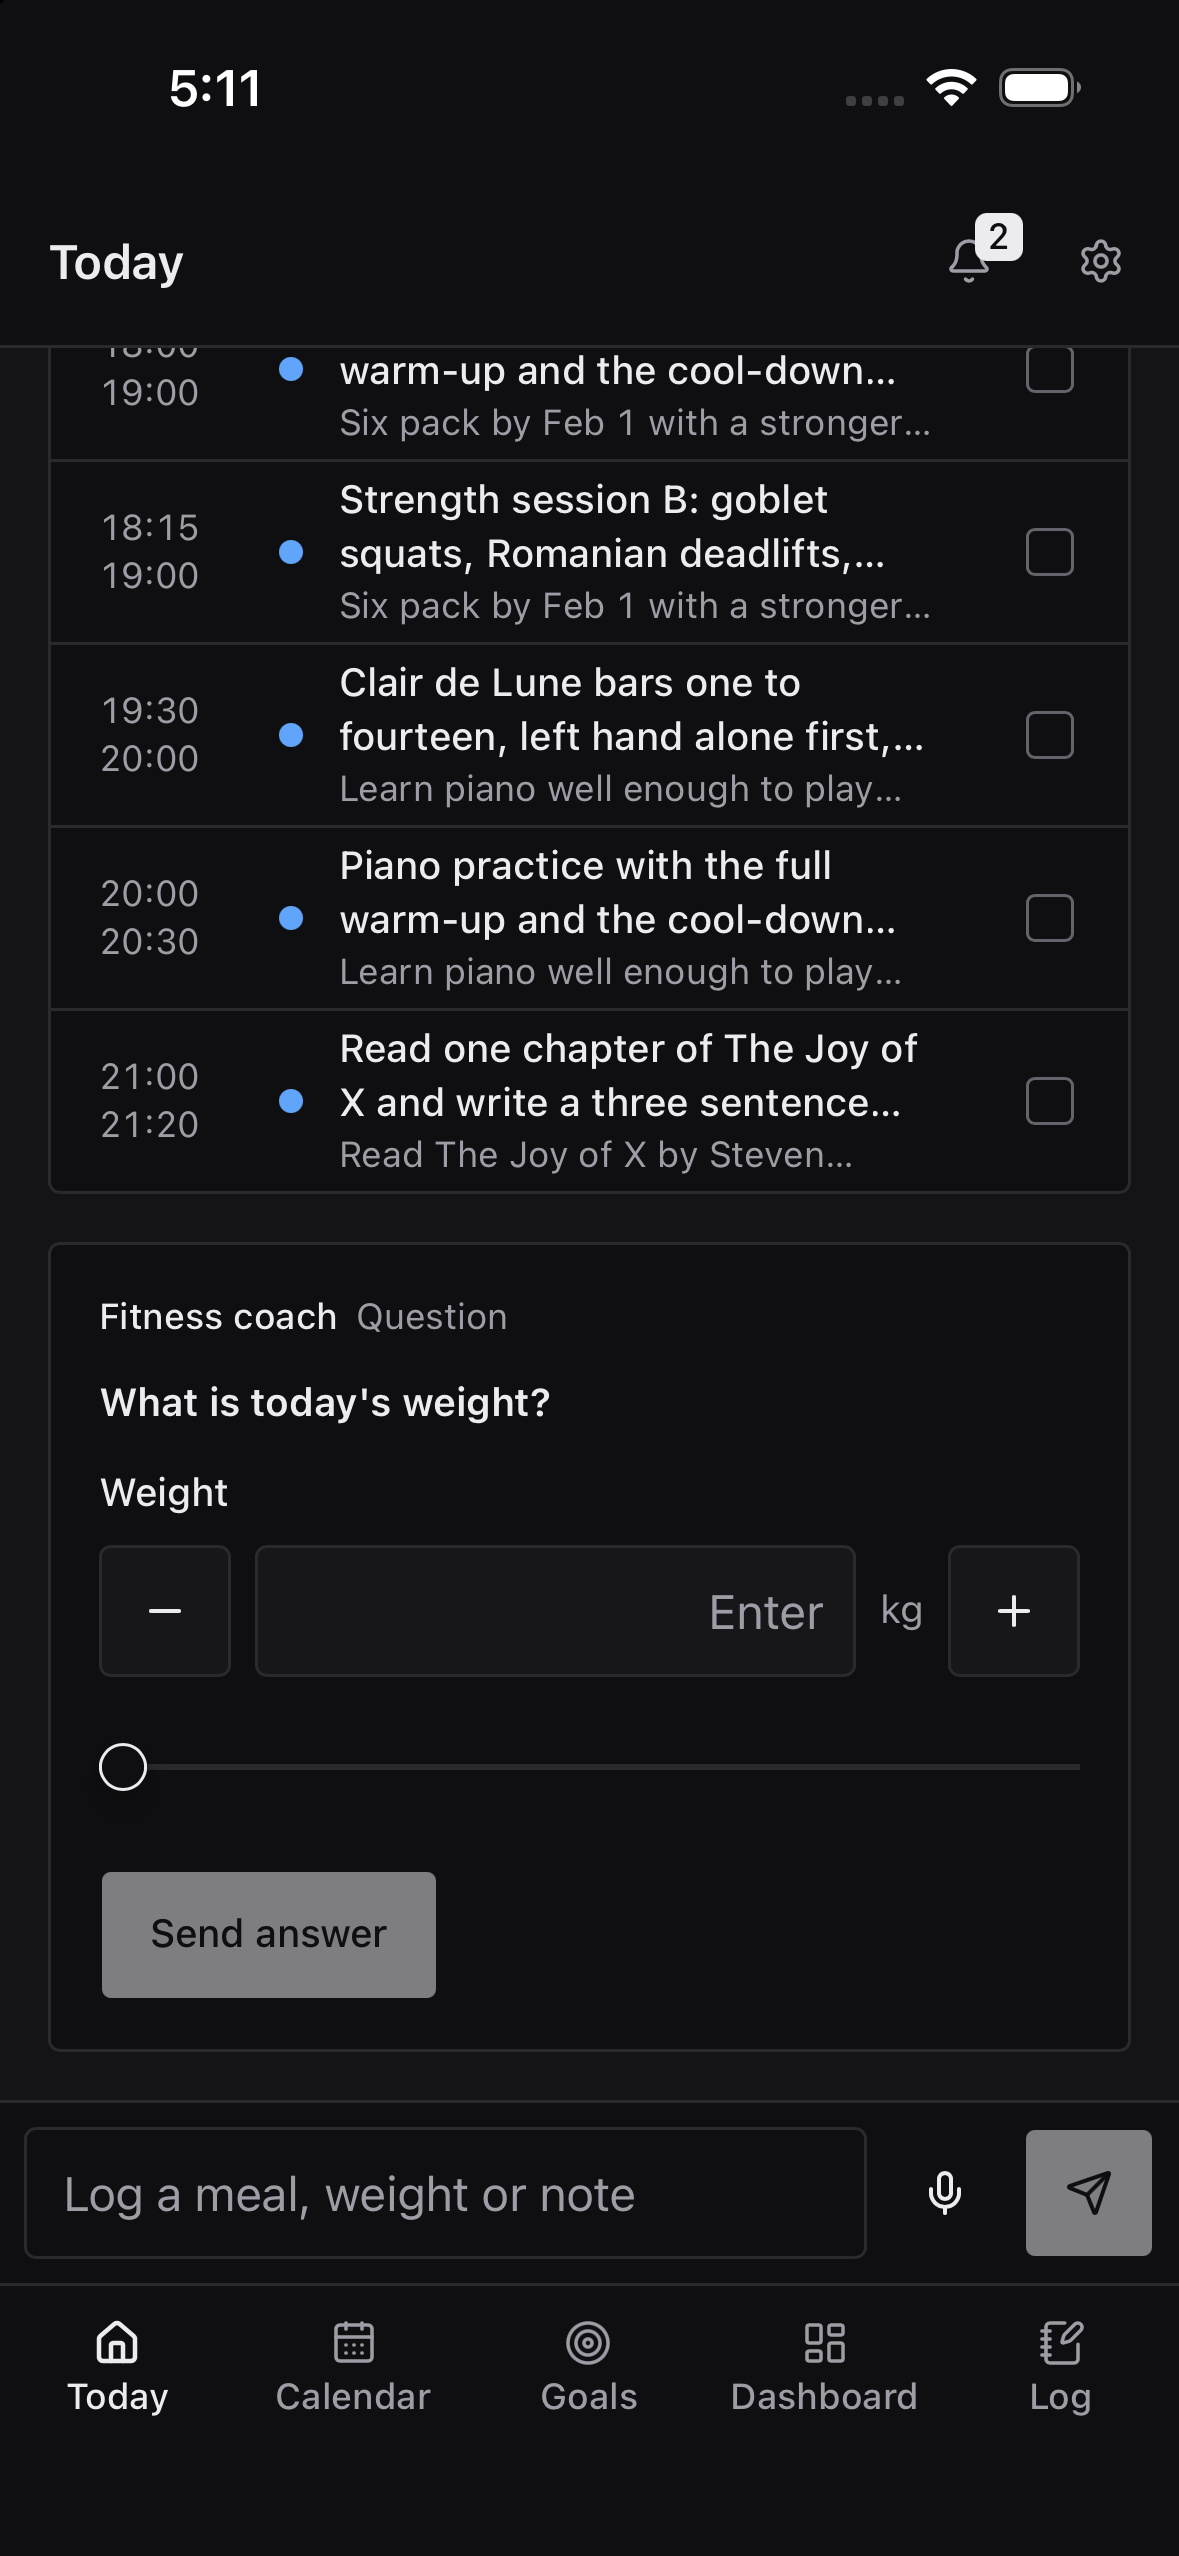 5:11
Today
2
18:00
19:00
warm-up and the cool-down...
Six pack by Feb 1 with a stronger...
18:15
19:00
Strength session B: goblet
squats, Romanian deadlifts,...
Six pack by Feb 1 with a stronger...
19:30
20:00
Clair de Lune bars one to
fourteen, left hand alone first,...
Learn piano well enough to play...
20:00
20:30
Piano practice with the full
warm-up and the cool-down...
Learn piano well enough to play...
21:00
21:20
Read one chapter of The Joy of
X and write a three sentence...
Read The Joy of X by Steven...
Fitness coach Question
What is today's weight?
Weight
Enter kg
Send answer
Log a meal, weight or note
Today Calendar Goals Dashboard Log